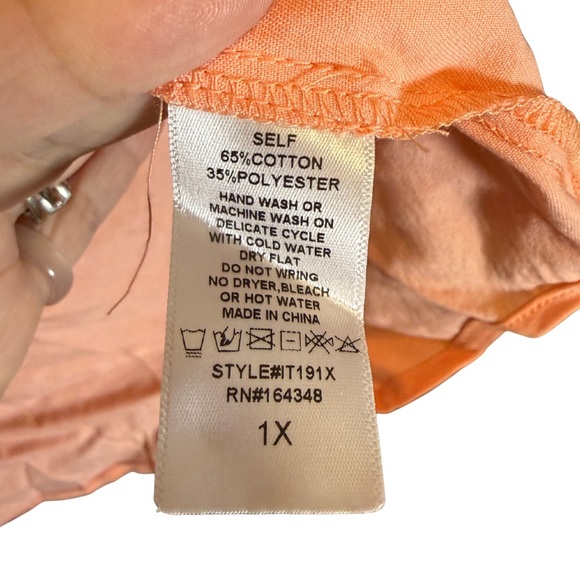 SELF
65%COTTON
35%POLYESTER
HAND WASH OR
MACHINE WASH ON
DELICATE CYCLE
WITH COLD WATER
DRY FLAT
DO NOT WRING
NO DRYER,BLEACH
OR HOT WATER
MADE IN CHINA
STYLE#IT191X
RN#164348
1X